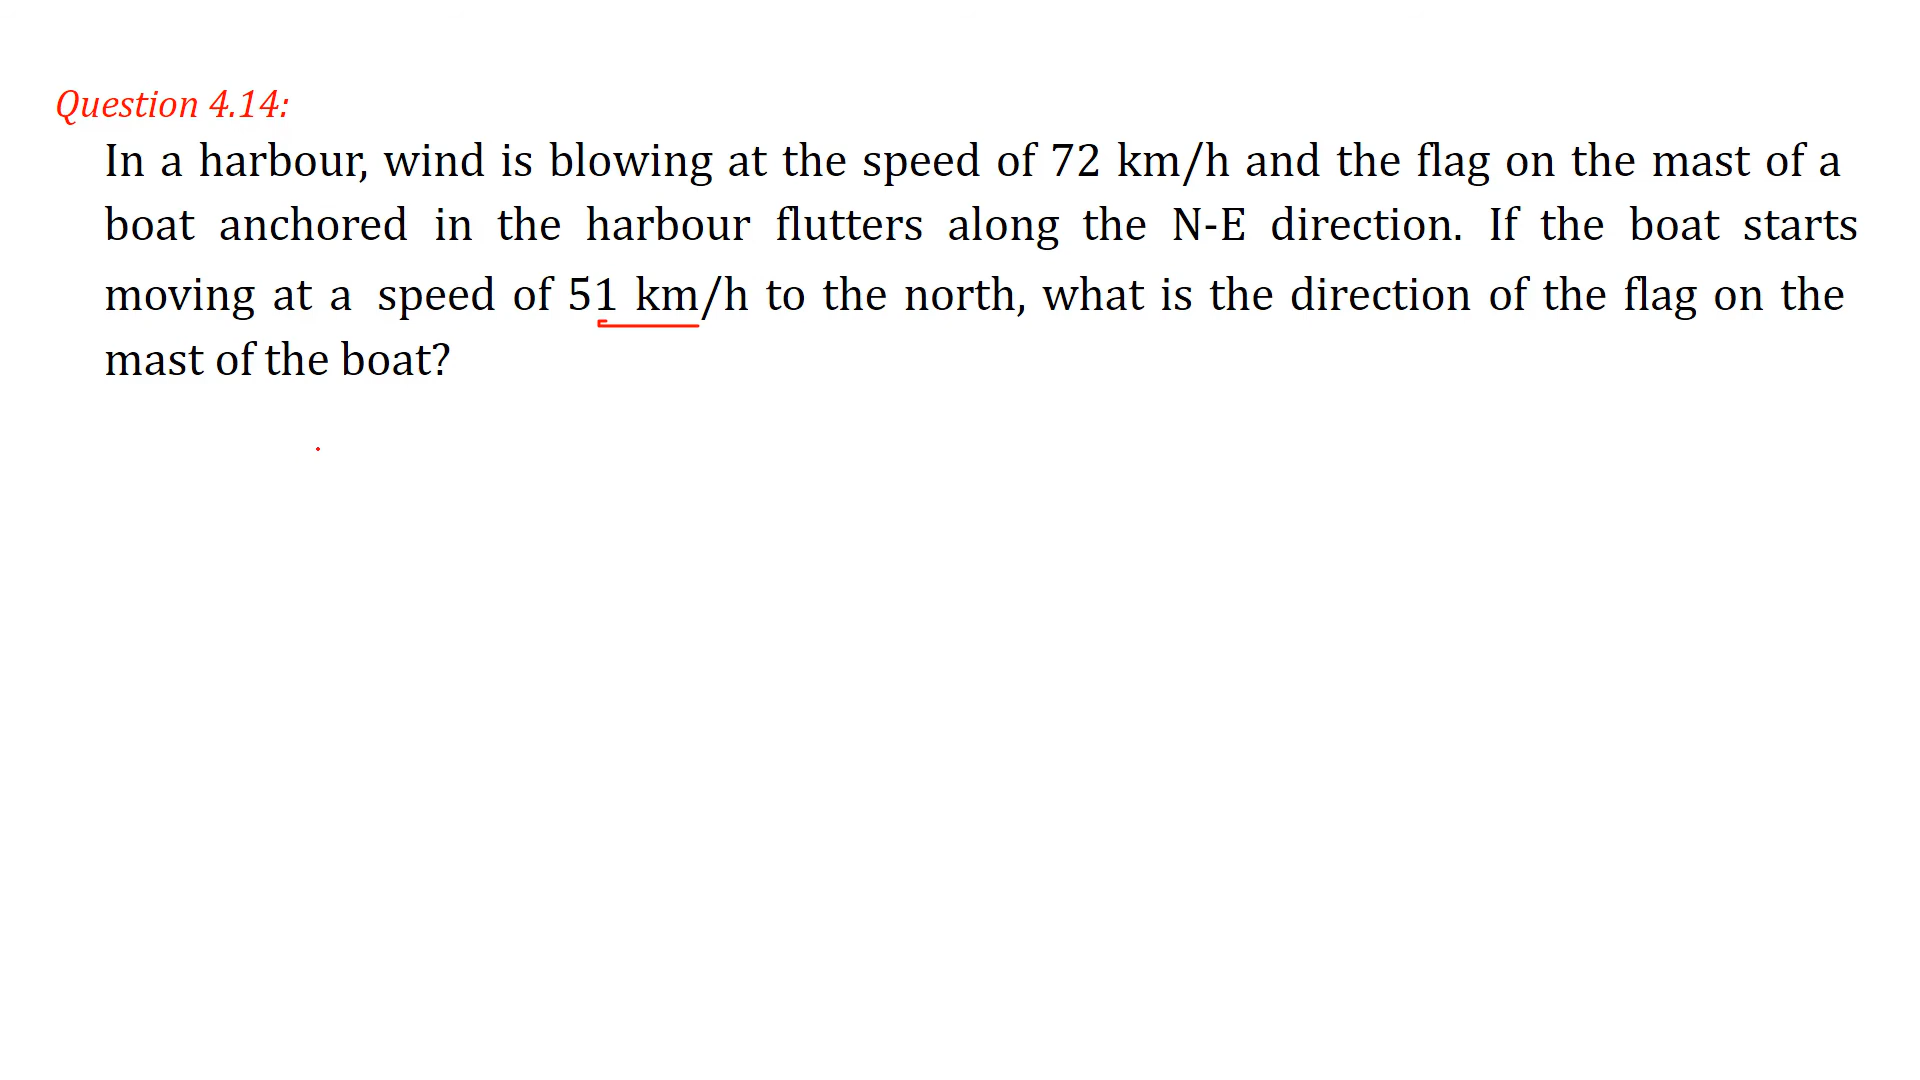 Question 4.14:
In a harbour, wind is blowing at the speed of 72 km/h and the flag on the mast of a
boat anchored in the harbour flutters along the N-E direction. If the boat starts
moving at a speed of 51 km/h to the north, what is the direction of the flag on the
mast of the boat?